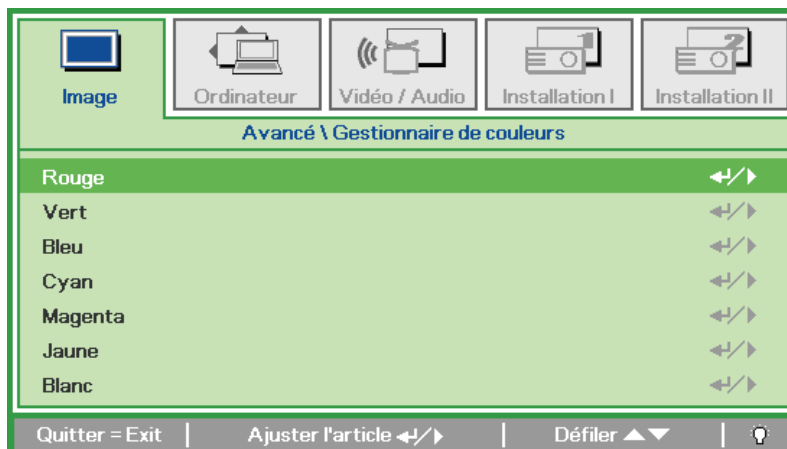 Image
Ordinateur
Vidéo / Audio
Installation I
Installation II
Avancé \ Gestionnaire de couleurs
Rouge
Vert
Bleu
Cyan
Magenta
Jaune
Blanc
Quitter = Exit
Ajuster l'article
Défiler